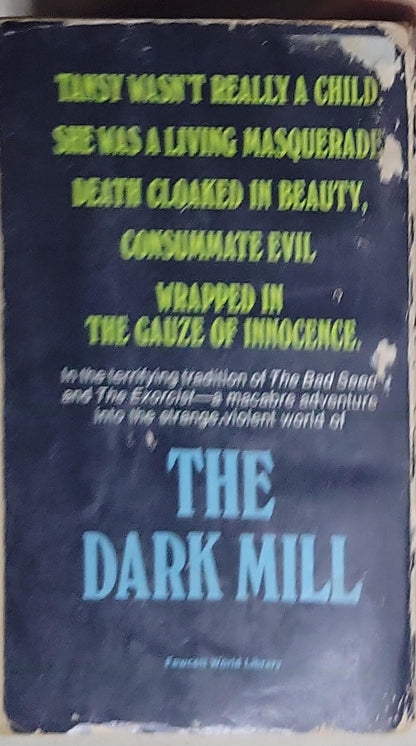 TANSY WASN'T REALLY A CHILD.
SHE WAS A LIVING MASQUERADE
DEATH CLOAKED IN BEAUTY,
CONSUMMATE EVIL
WRAPPED IN
THE GAUZE OF INNOCENCE.
In the terrifying tradition of The Bad Seed
and The Exorcist—a macabre adventure
into the strange, violent world of
THE
DARK MILL
Fawcett World Library